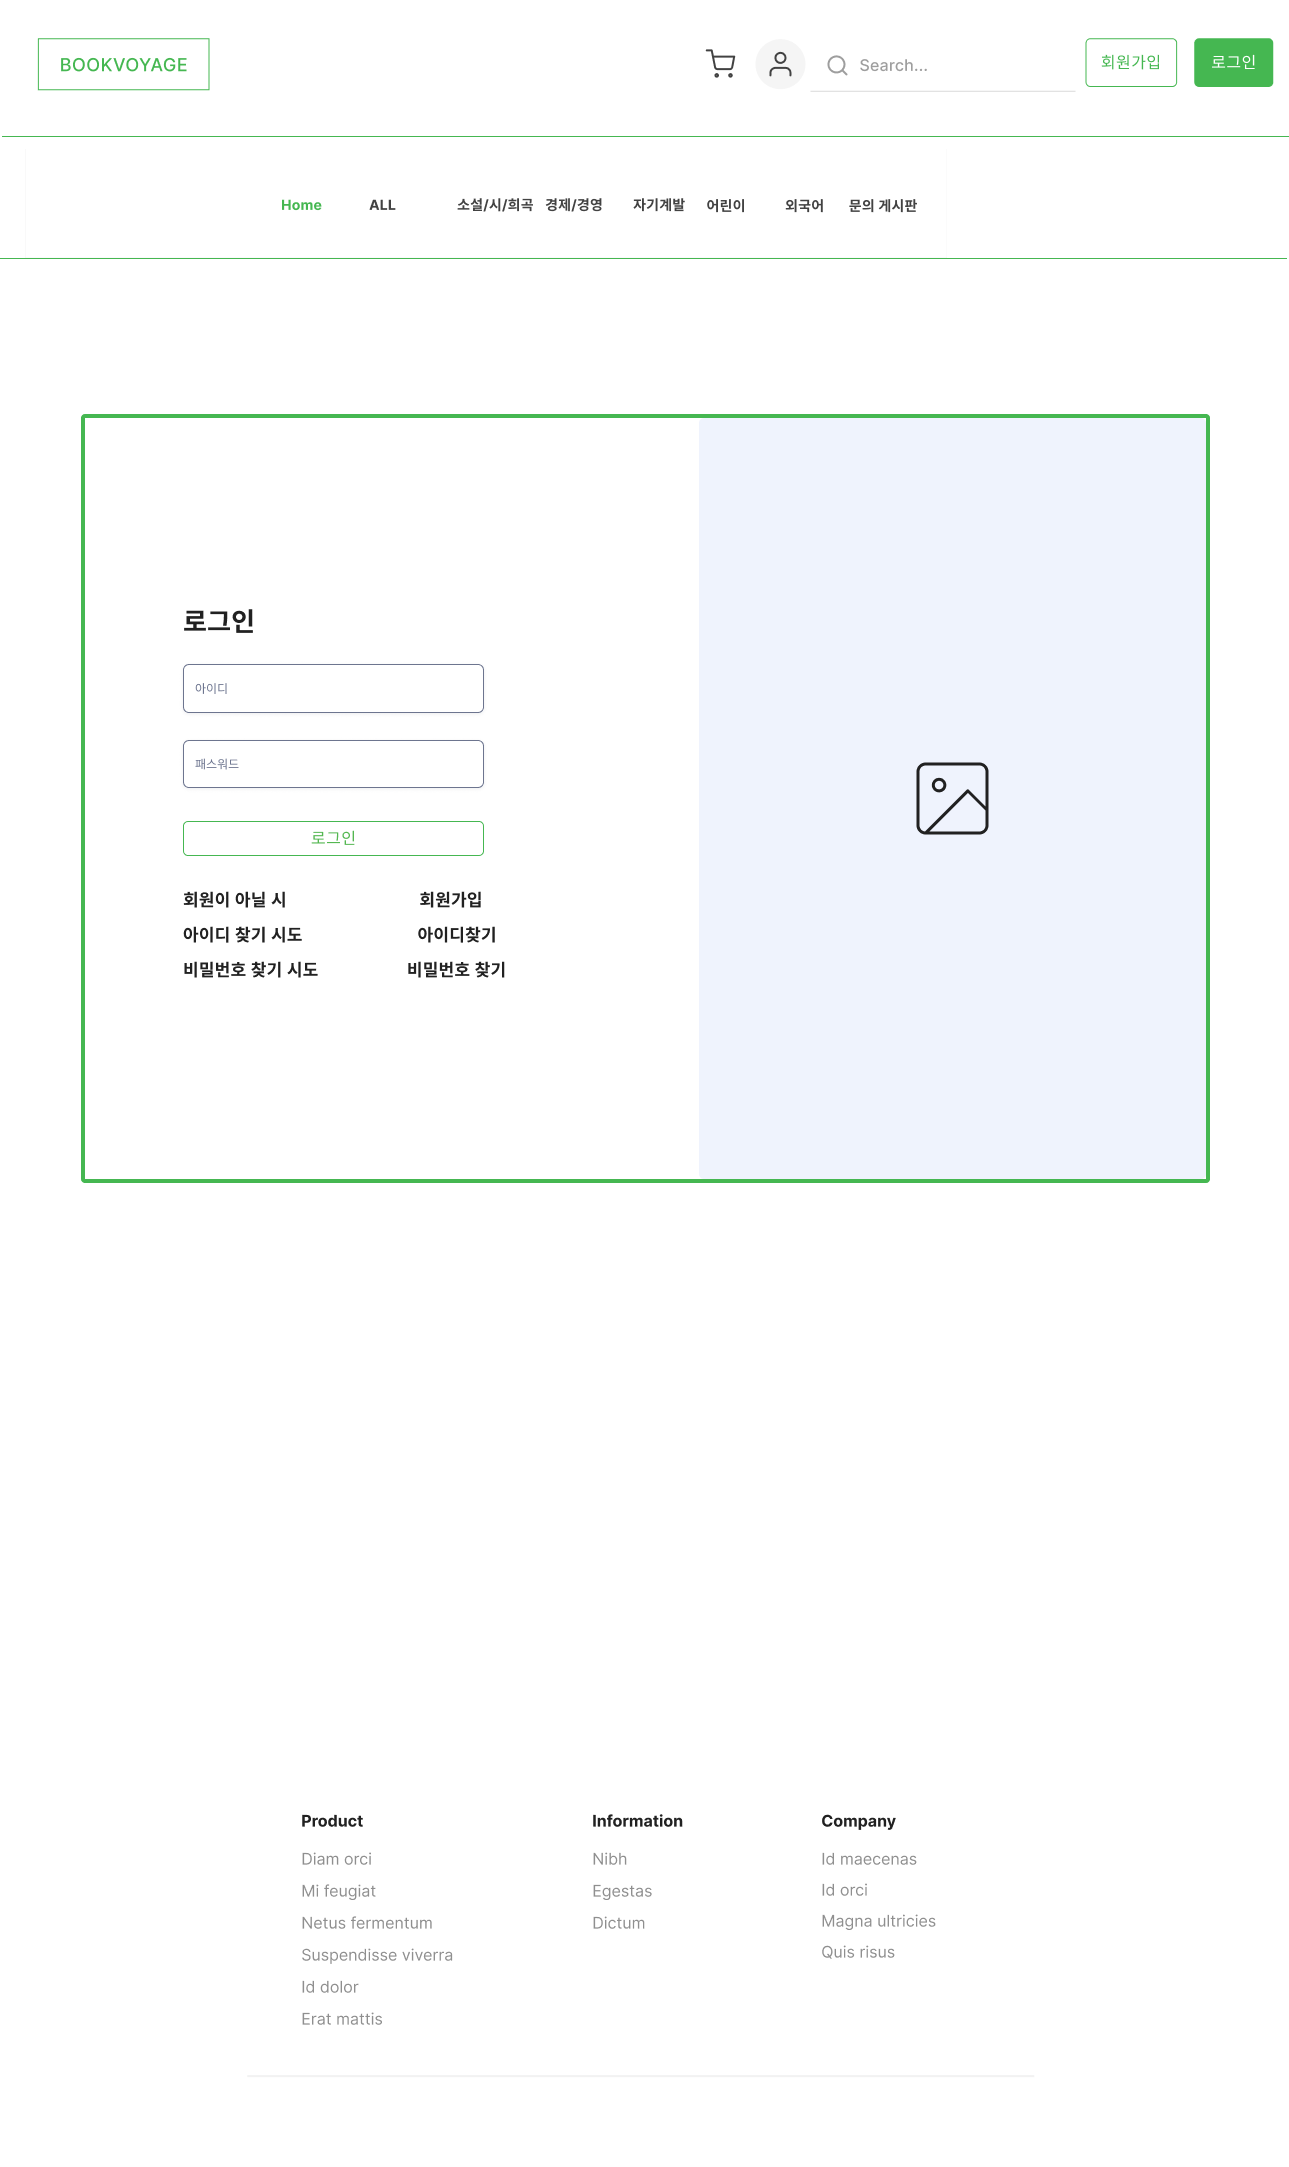 BOOKVOYAGE
Search...
회원가입
로그인
Home ALL 소설/시/희곡 경제/경영 자기계발 어린이 외국어 문의 게시판
로그인
아이디
패스워드
로그인
회원이 아닐 시 회원가입
아이디 찾기 시도 아이디찾기
비밀번호 찾기 시도 비밀번호 찾기
Product
Diam orci
Mi feugiat
Netus fermentum
Suspendisse viverra
Id dolor
Erat mattis
Information
Nibh
Egestas
Dictum
Company
Id maecenas
Id orci
Magna ultricies
Quis risus